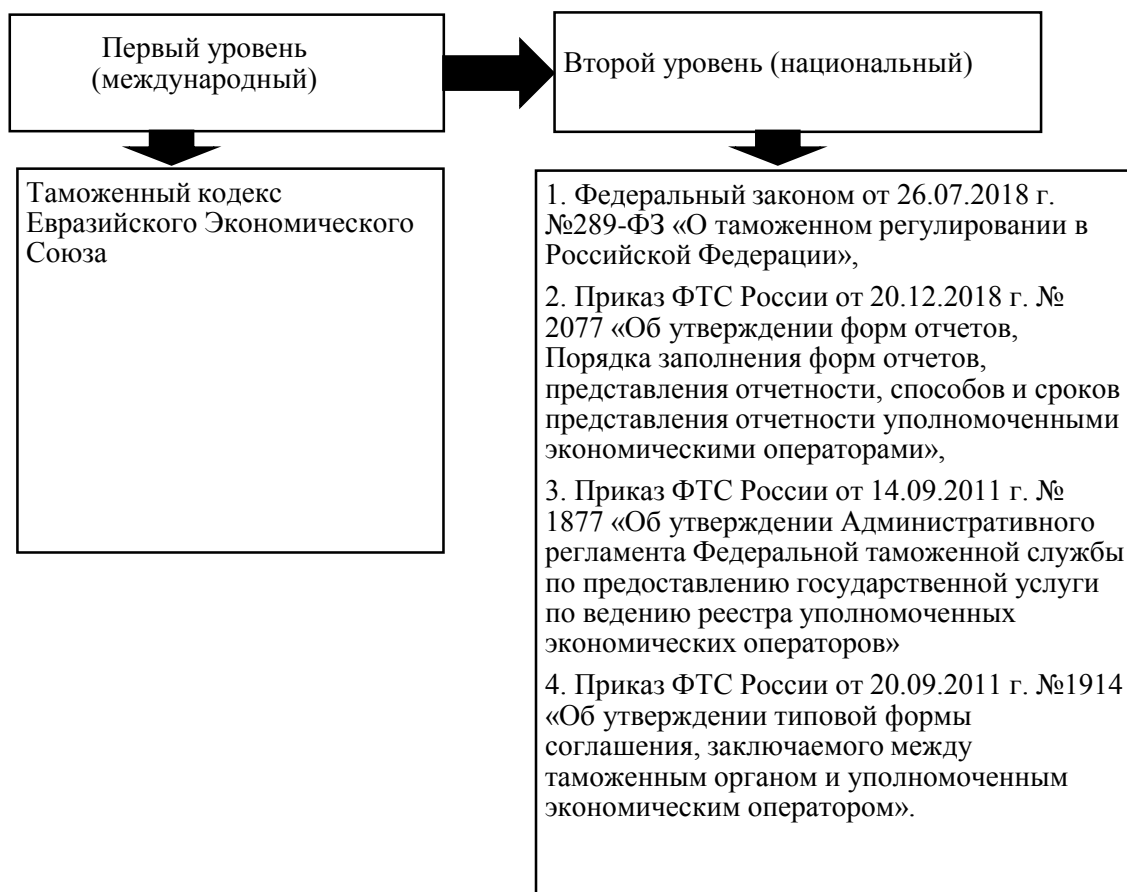 Первый уровень
(международный)
Второй уровень (национальный)
Таможенный кодекс
Евразийского Экономического
Союза
1. Федеральный законом от 26.07.2018 г.
№289-ФЗ «О таможенном регулировании в
Российской Федерации»,
2. Приказ ФТС России от 20.12.2018 г. №
2077 «Об утверждении форм отчетов,
Порядка заполнения форм отчетов,
представления отчетности, способов и сроков
представления отчетности уполномоченными
экономическими операторами»,
3. Приказ ФТС России от 14.09.2011 г. №
1877 «Об утверждении Административного
регламента Федеральной таможенной службы
по предоставлению государственной услуги
по ведению реестра уполномоченных
экономических операторов»
4. Приказ ФТС России от 20.09.2011 г. №1914
«Об утверждении типовой формы
соглашения, заключаемого между
таможенным органом и уполномоченным
экономическим оператором».